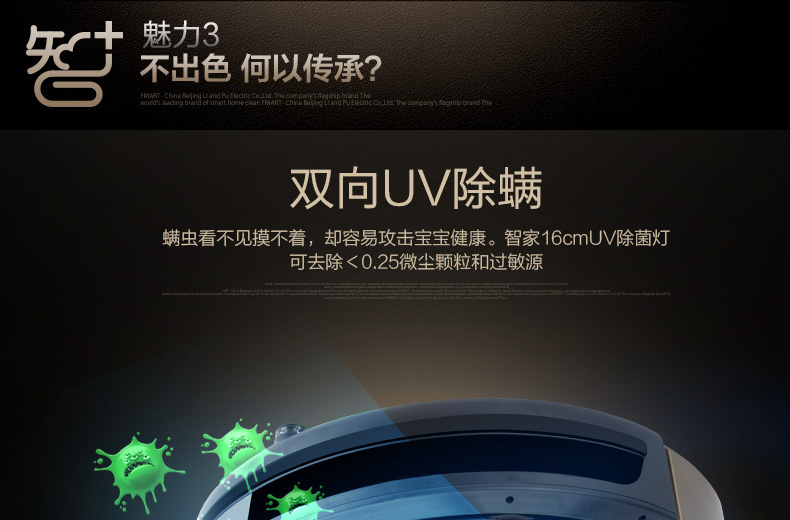 智+
魅力3
不出色 何以传承?
FMART - China Beijing Li and Pu Electric Co.,Ltd. The company's flagship brand The
world's leading brand of smart home clean FMART - China Beijing Li and Pu Electric Co.,Ltd. The company's flagship brand The
双向UV除螨
螨虫看不见摸不着，却容易攻击宝宝健康。智家16cmUV除菌灯
可去除＜0.25微尘颗粒和过敏源